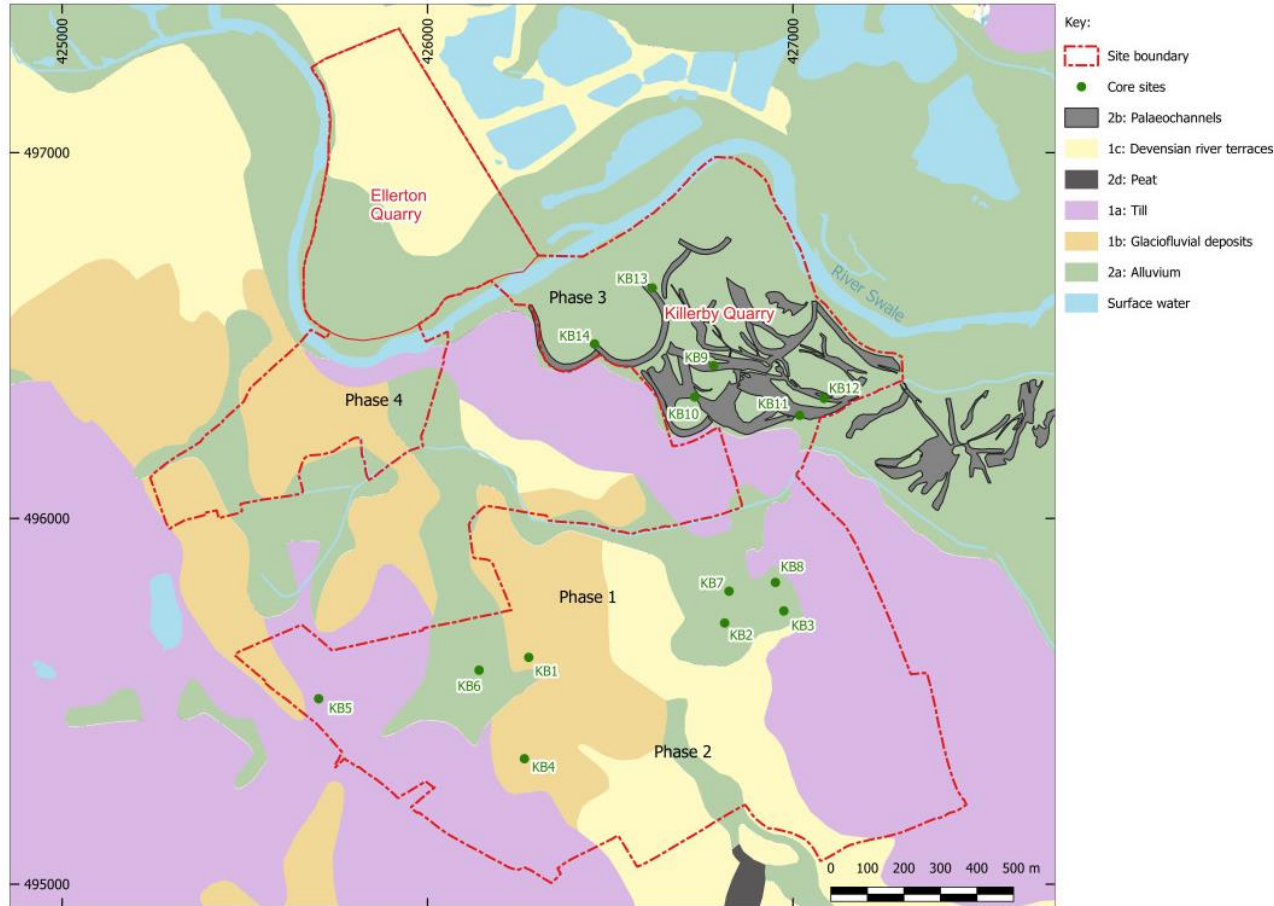 425000
426000
427000
497000
496000
495000
Ellerton
Quarry
Phase 3
KB13
Killerby Quarry
River Swale
KB14
KB9
KB12
KB10
KB11
Phase 4
KB8
KB7
Phase 1
KB3
KB2
KB1
KB6
KB5
Phase 2
KB4
0 100 200 300 400 500 m
Key:
Site boundary
Core sites
2b: Palaeochannels
1c: Devensian river terraces
2d: Peat
1a: Till
1b: Glaciofluvial deposits
2a: Alluvium
Surface water